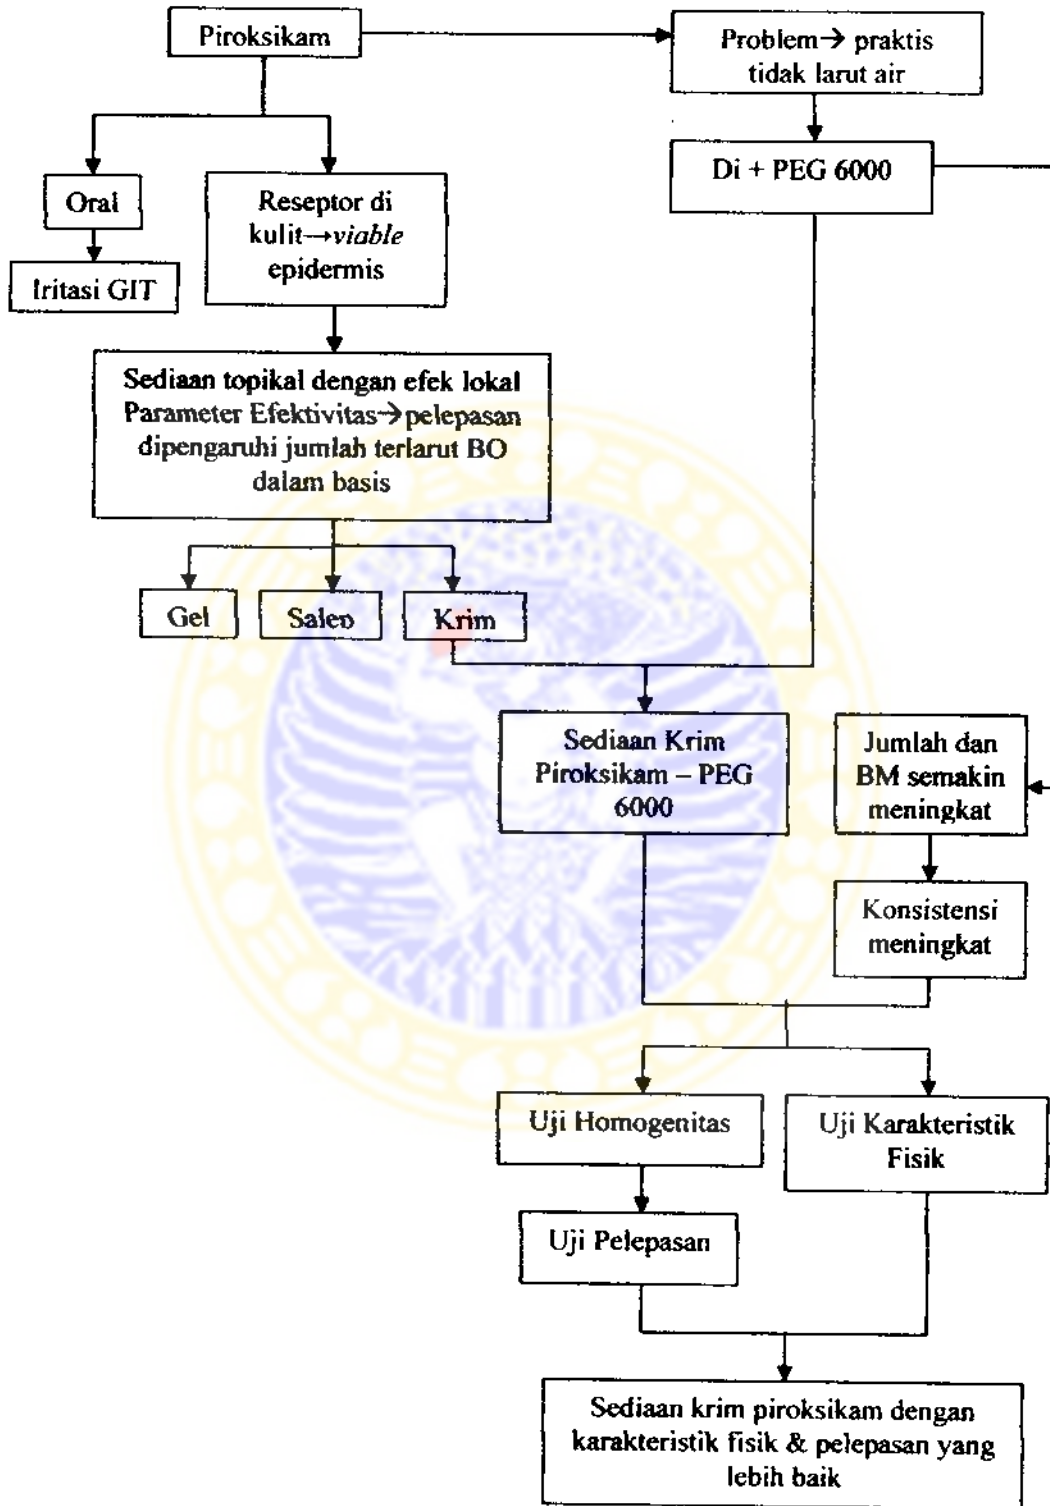 Piroksikam
Problem→ praktis
tidak larut air
Di + PEG 6000
Oral
Iritasi GIT
Reseptor di
kulit→viable
epidermis
Sediaan topikal dengan efek lokal
Parameter Efektivitas→pelepasan
dipengaruhi jumlah terlarut BO
dalam basis
Gel
Salep
Krim
Sediaan Krim
Piroksikam – PEG
6000
Jumlah dan
BM semakin
meningkat
Konsistensi
meningkat
Uji Homogenitas
Uji Karakteristik
Fisik
Uji Pelepasan
Sediaan krim piroksikam dengan
karakteristik fisik & pelepasan yang
lebih baik